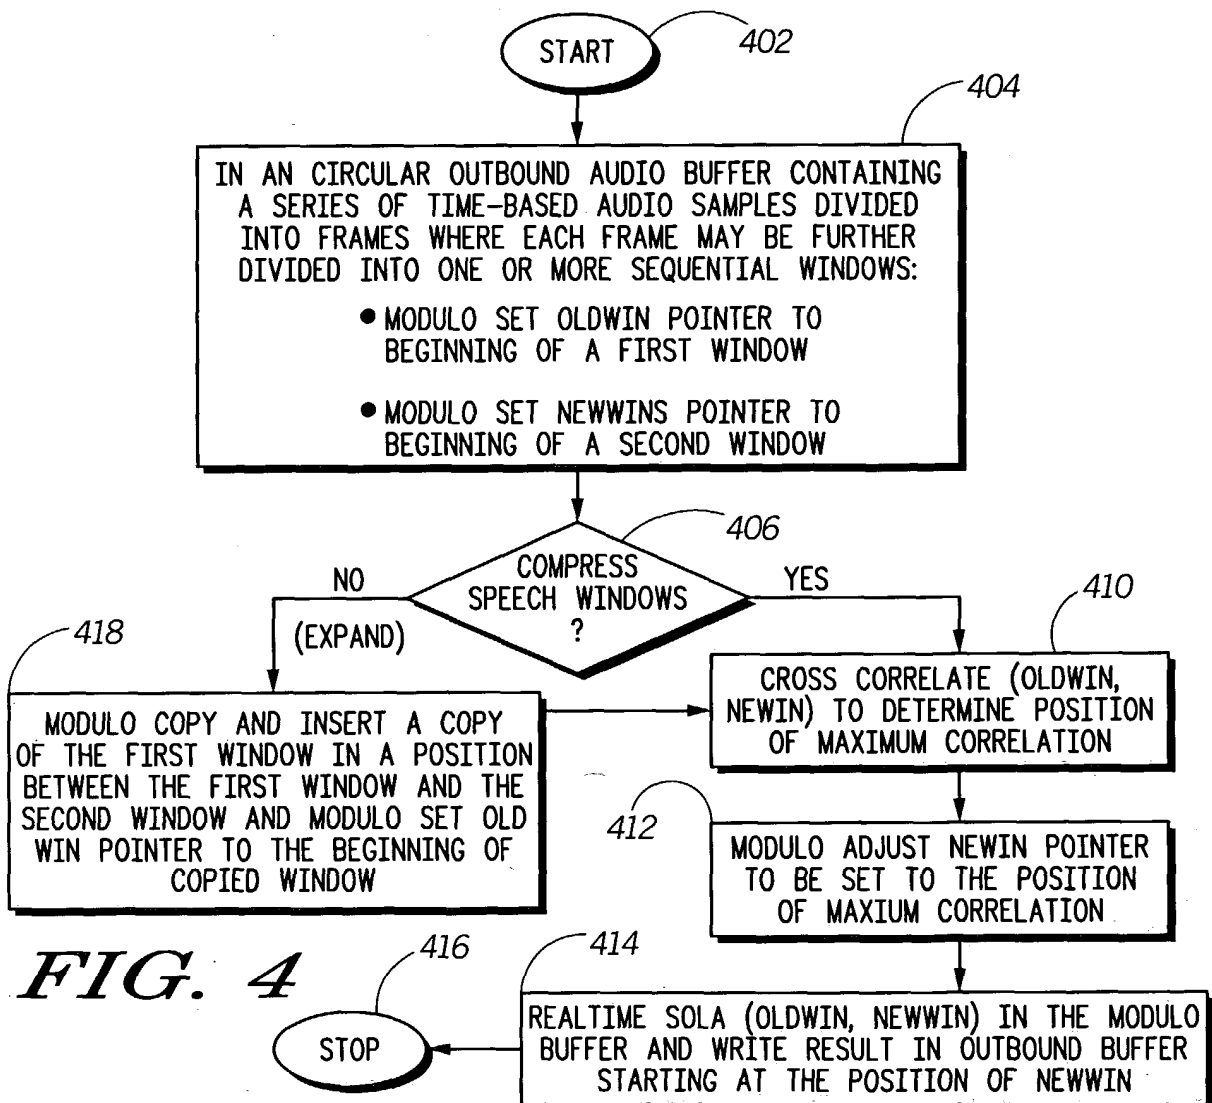 START
402
404
IN AN CIRCULAR OUTBOUND AUDIO BUFFER CONTAINING
A SERIES OF TIME-BASED AUDIO SAMPLES DIVIDED
INTO FRAMES WHERE EACH FRAME MAY BE FURTHER
DIVIDED INTO ONE OR MORE SEQUENTIAL WINDOWS:
● MODULO SET OLDWIN POINTER TO
BEGINNING OF A FIRST WINDOW
● MODULO SET NEWWINS POINTER TO
BEGINNING OF A SECOND WINDOW
406
COMPRESS
SPEECH WINDOWS
?
NO
(EXPAND)
YES
418
MODULO COPY AND INSERT A COPY
OF THE FIRST WINDOW IN A POSITION
BETWEEN THE FIRST WINDOW AND THE
SECOND WINDOW AND MODULO SET OLD
WIN POINTER TO THE BEGINNING OF
COPIED WINDOW
410
CROSS CORRELATE (OLDWIN,
NEWIN) TO DETERMINE POSITION
OF MAXIMUM CORRELATION
412
MODULO ADJUST NEWIN POINTER
TO BE SET TO THE POSITION
OF MAXIUM CORRELATION
414
REALTIME SOLA (OLDWIN, NEWWIN) IN THE MODULO
BUFFER AND WRITE RESULT IN OUTBOUND BUFFER
STARTING AT THE POSITION OF NEWWIN
416
STOP
FIG. 4